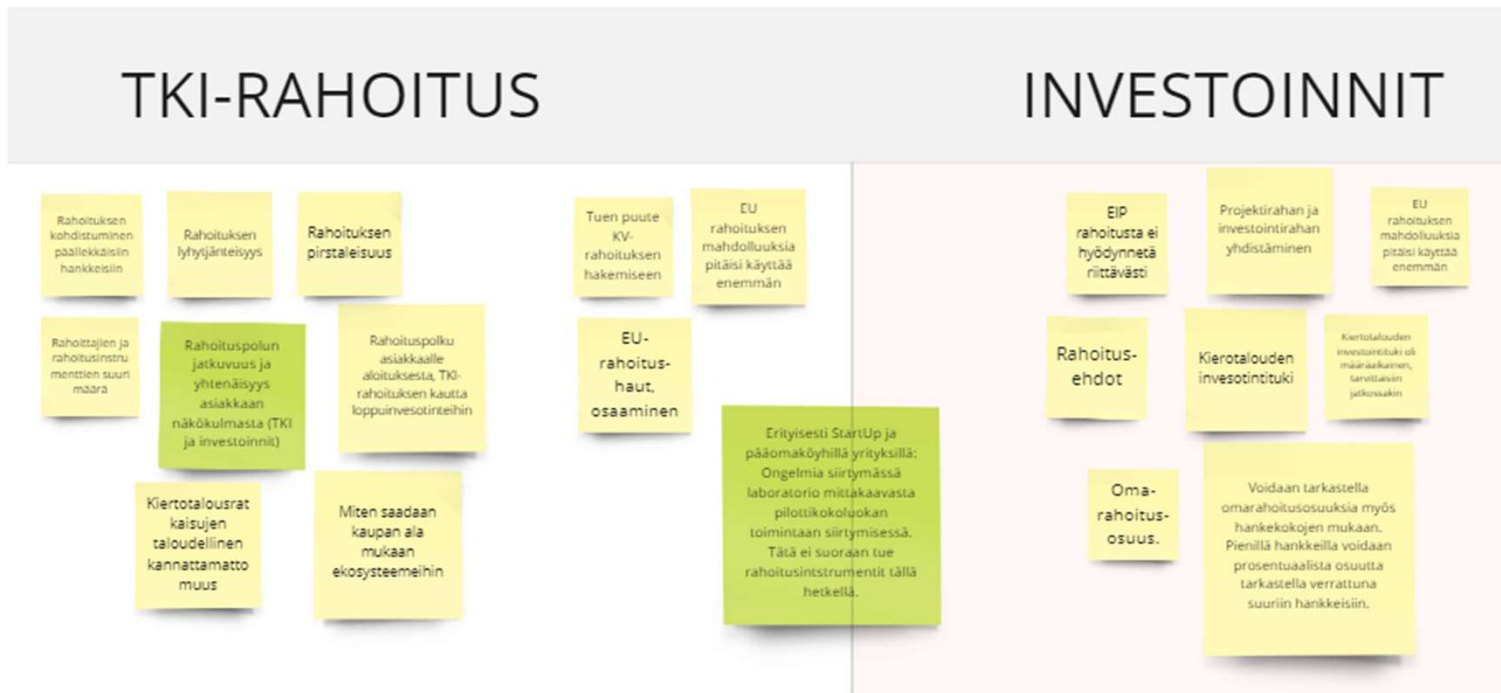 TKI-RAHOITUS
INVESTOINNIT
Rahoituksen
kohdistuminen
päällekkäisiin
hankkeisiin
Rahoituksen
lyhytjänteisyys
Rahoituksen
pirstaleisuus
Rahoittajien ja
rahoitusinstru
menttien suuri
määrä
Rahoituspolun
jatkuvuus ja
yhtenäisyys
asiakkaan
näkökulmasta (TKI
ja investoinnit)
Rahoituspolku
asiakkaalle
aloituksesta, TKI-
rahoituksen kautta
loppuinvesotinteihin
Kiertotalousrat
kaisujen
taloudellinen
kannattamatto
muus
Miten saadaan
kaupan ala
mukaan
ekosysteemeihin
Tuen puute
KV-
rahoituksen
hakemiseen
EU
rahoituksen
mahdolluuksia
pitäisi käyttää
enemmän
EU-
rahoitus-
haut,
osaaminen
Erityisesti StartUp ja
pääomaköyhillä yrityksillä:
Ongelmia siirtymässä
laboratorio mittakaavasta
pilottikokoluokan
toimintaan siirtymisessä.
Tätä ei suoraan tue
rahoitusintstrumentit tällä
hetkellä.
EIP
rahoitusta ei
hyödynnetä
riittävästi
Projektirahan ja
investointirahan
yhdistäminen
EU
rahoituksen
mahdolluuksia
pitäisi käyttää
enemmän
Rahoitus-
ehdot
Kierotalouden
invesotintituki
Kiertotalouden
investointituki oli
määräaikainen,
tarvittaisiin
jatkossakin
Oma-
rahoitus-
osuus.
Voidaan tarkastella
omarahoitusosuuksia myös
hankekokojen mukaan.
Pienillä hankkeilla voidaan
prosentuaalista osuutta
tarkastella verrattuna
suuriin hankkeisiin.